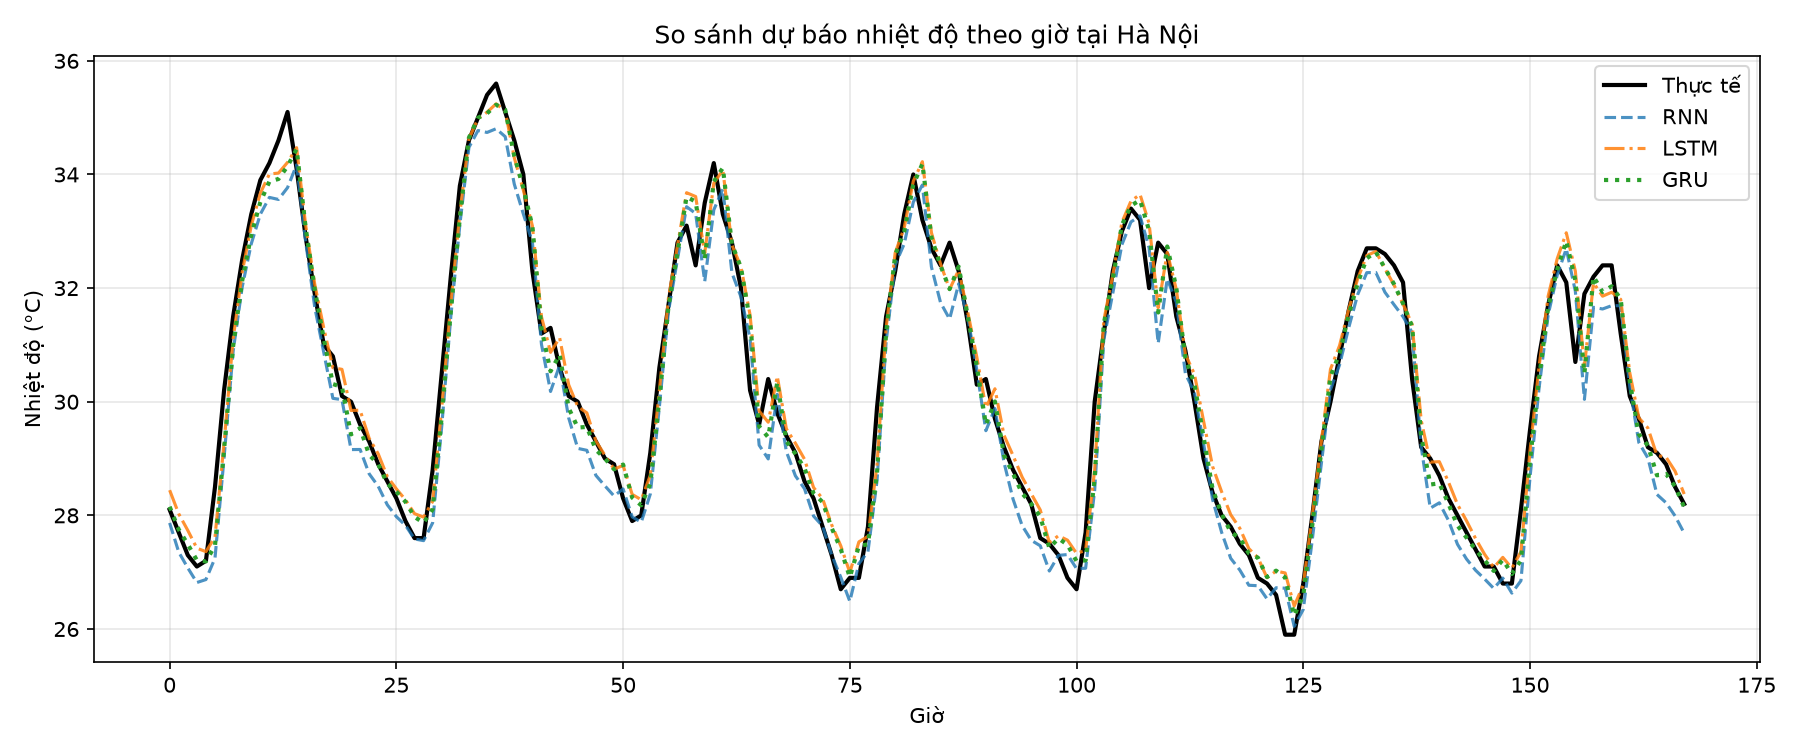 So sánh dự báo nhiệt độ theo giờ tại Hà Nội
Nhiệt độ (°C)
36
34
32
30
28
26
Thực tế
RNN
LSTM
GRU
0 25 50 75 100 125 150 175
Giờ